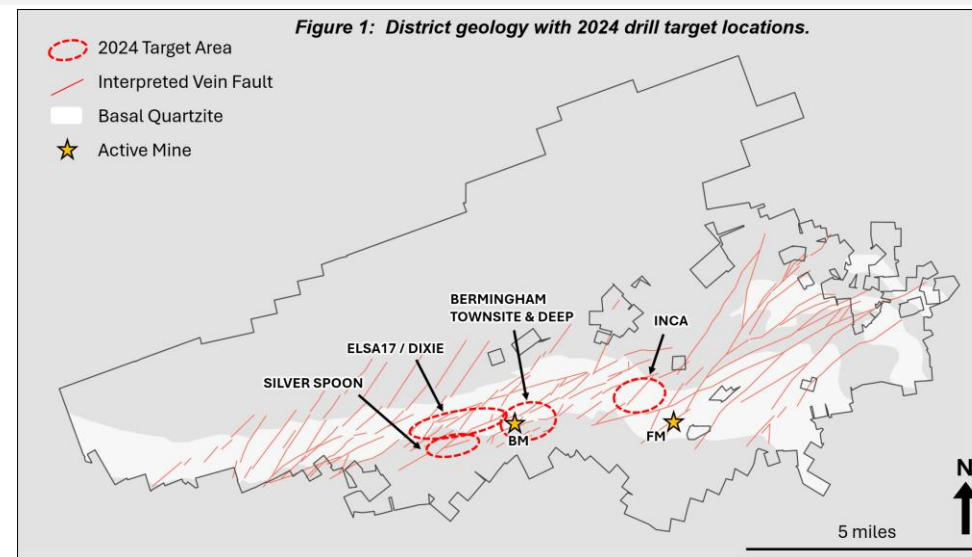 Figure 1: District geology with 2024 drill target locations.
2024 Target Area
Interpreted Vein Fault
Basal Quartzite
Active Mine
BERMINGHAM
TOWNSITE & DEEP
INCA
ELSA17 / DIXIE
SILVER SPOON
BM
FM
N
5 miles